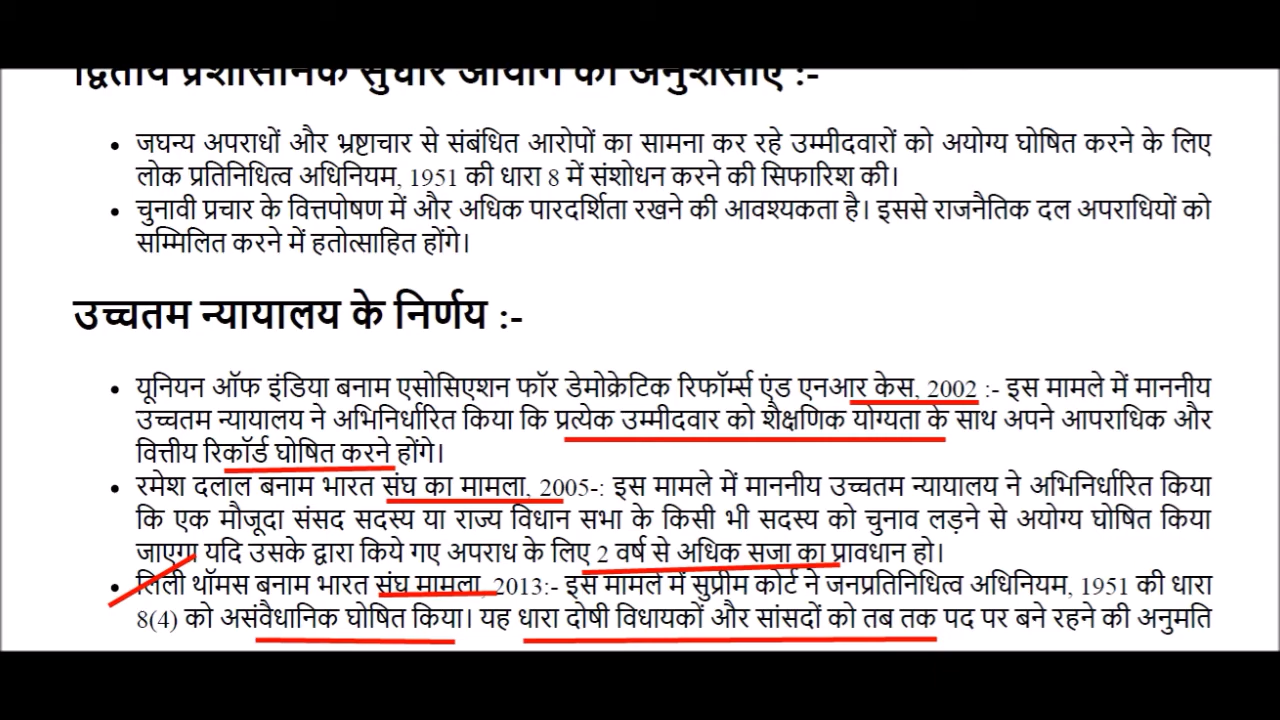 द्वितीय प्रशासनिक सुधार आयोग की अनुशंसाएँ :-
• जघन्य अपराधों और भ्रष्टाचार से संबंधित आरोपों का सामना कर रहे उम्मीदवारों को अयोग्य घोषित करने के लिए
लोक प्रतिनिधित्व अधिनियम, 1951 की धारा 8 में संशोधन करने की सिफारिश की।
• चुनावी प्रचार के वित्तपोषण में और अधिक पारदर्शिता रखने की आवश्यकता है। इससे राजनैतिक दल अपराधियों को
सम्मिलित करने में हतोत्साहित होंगे।
उच्चतम न्यायालय के निर्णय :-
• यूनियन ऑफ इंडिया बनाम एसोसिएशन फॉर डेमोक्रेटिक रिफॉर्म्स एंड एनआर केस, 2002 :- इस मामले में माननीय
उच्चतम न्यायालय ने अभिनिर्धारित किया कि प्रत्येक उम्मीदवार को शैक्षणिक योग्यता के साथ अपने आपराधिक और
वित्तीय रिकॉर्ड घोषित करने होंगे।
• रमेश दलाल बनाम भारत संघ का मामला, 2005-: इस मामले में माननीय उच्चतम न्यायालय ने अभिनिर्धारित किया
कि एक मौजूदा संसद सदस्य या राज्य विधान सभा के किसी भी सदस्य को चुनाव लड़ने से अयोग्य घोषित किया
जाएगा यदि उसके द्वारा किये गए अपराध के लिए 2 वर्ष से अधिक सजा का प्रावधान हो।
• लिली थॉमस बनाम भारत संघ मामला, 2013:- इस मामले में सुप्रीम कोर्ट ने जनप्रतिनिधित्व अधिनियम, 1951 की धारा
8(4) को असंवैधानिक घोषित किया। यह धारा दोषी विधायकों और सांसदों को तब तक पद पर बने रहने की अनुमति